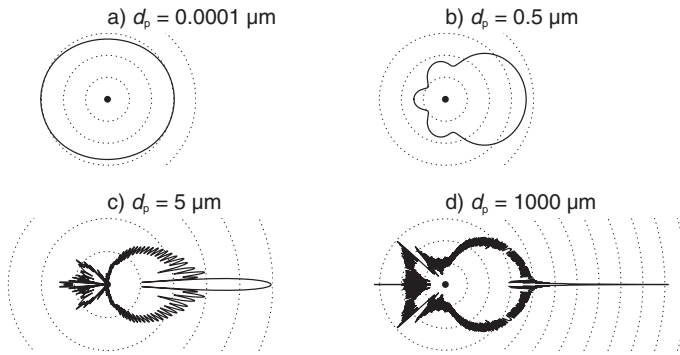 a) dₚ = 0.0001 µm
b) dₚ = 0.5 µm
c) dₚ = 5 µm
d) dₚ = 1000 µm